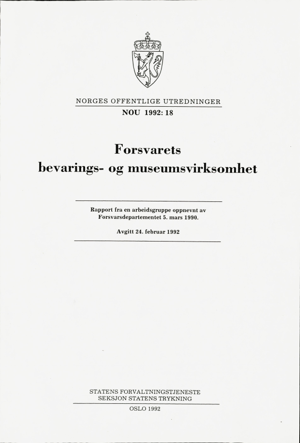 NORGES OFFENTLIGE UTREDNINGER
NOU 1992: 18
Forsvarets
bevarings- og museumsvirksomhet
Rapport fra en arbeidsgruppe oppnevnt av
Forsvarsdepartementet 5. mars 1990.
Avgitt 24. februar 1992
STATENS FORVALTNINGSTJENESTE
SEKSJON STATENS TRYKNING
OSLO 1992